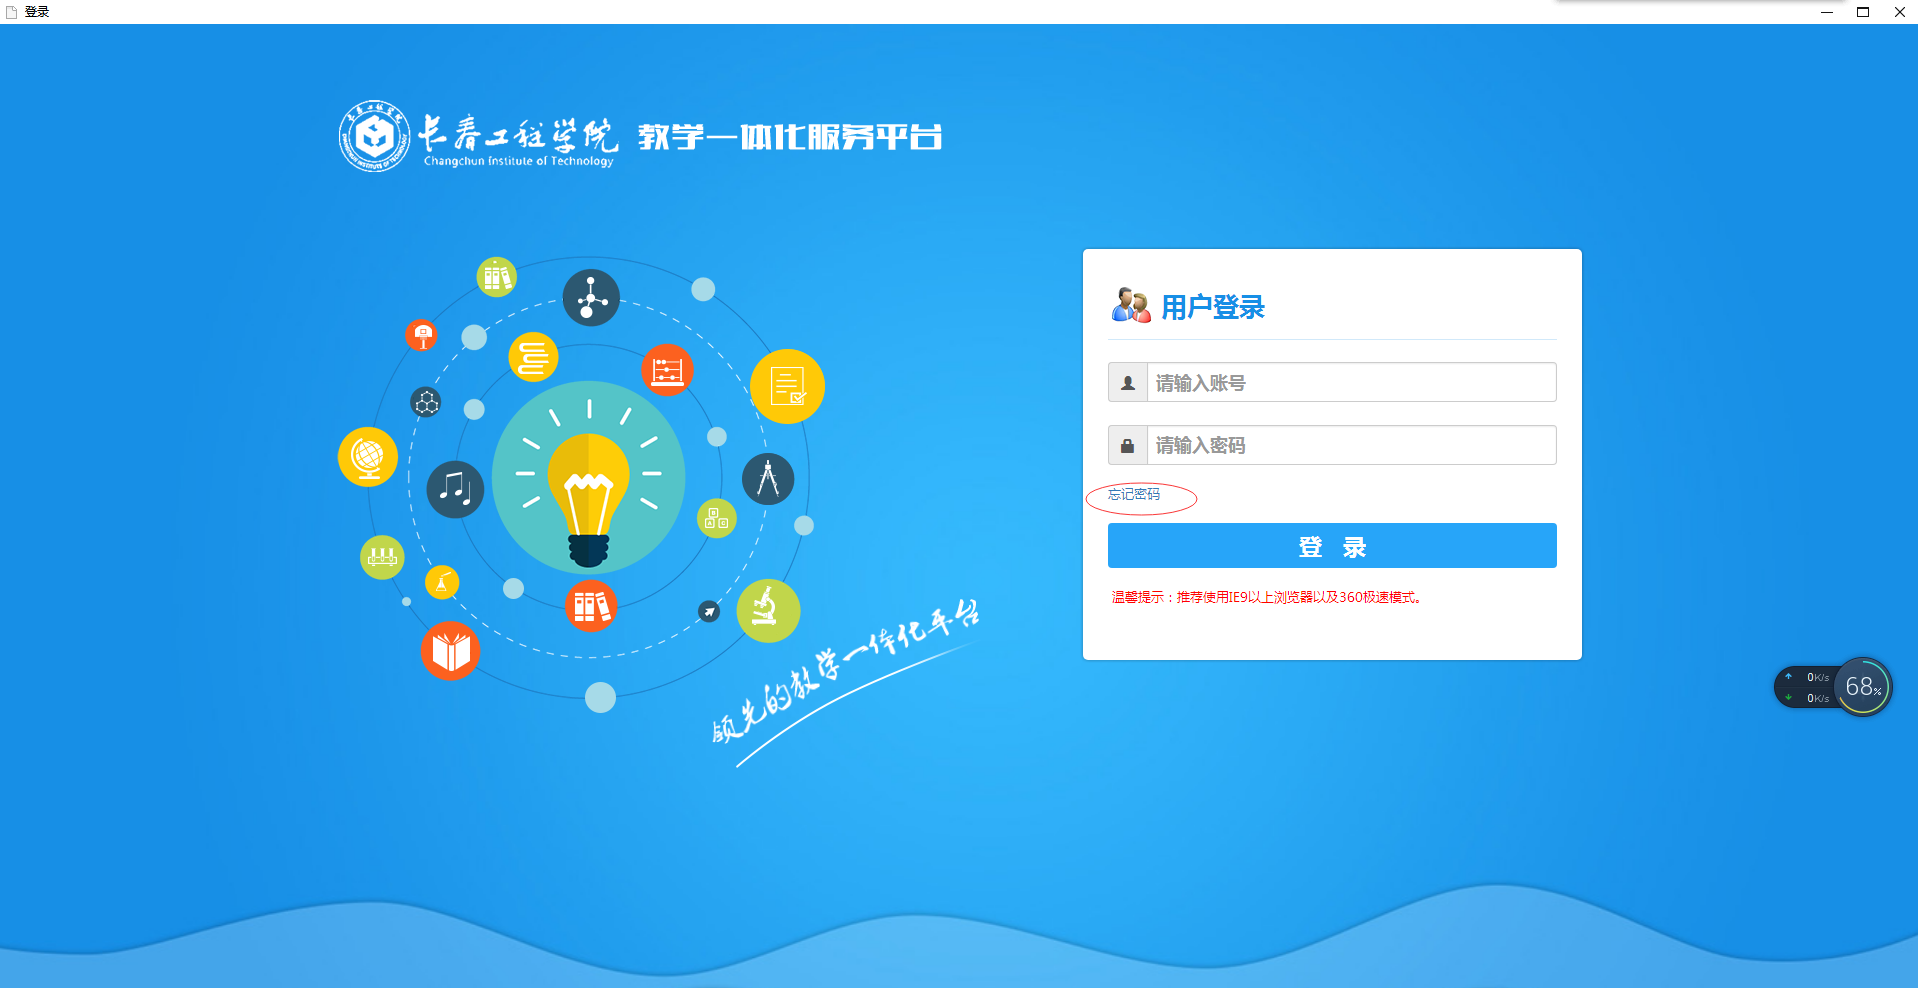 登录
长春工程学院 教学一体化服务平台
Changchun Institute of Technology
用户登录
请输入账号
请输入密码
忘记密码
登 录
温馨提示：推荐使用IE9以上浏览器以及360极速模式。
领先的教学一体化平台
0K/s
0K/s
68%